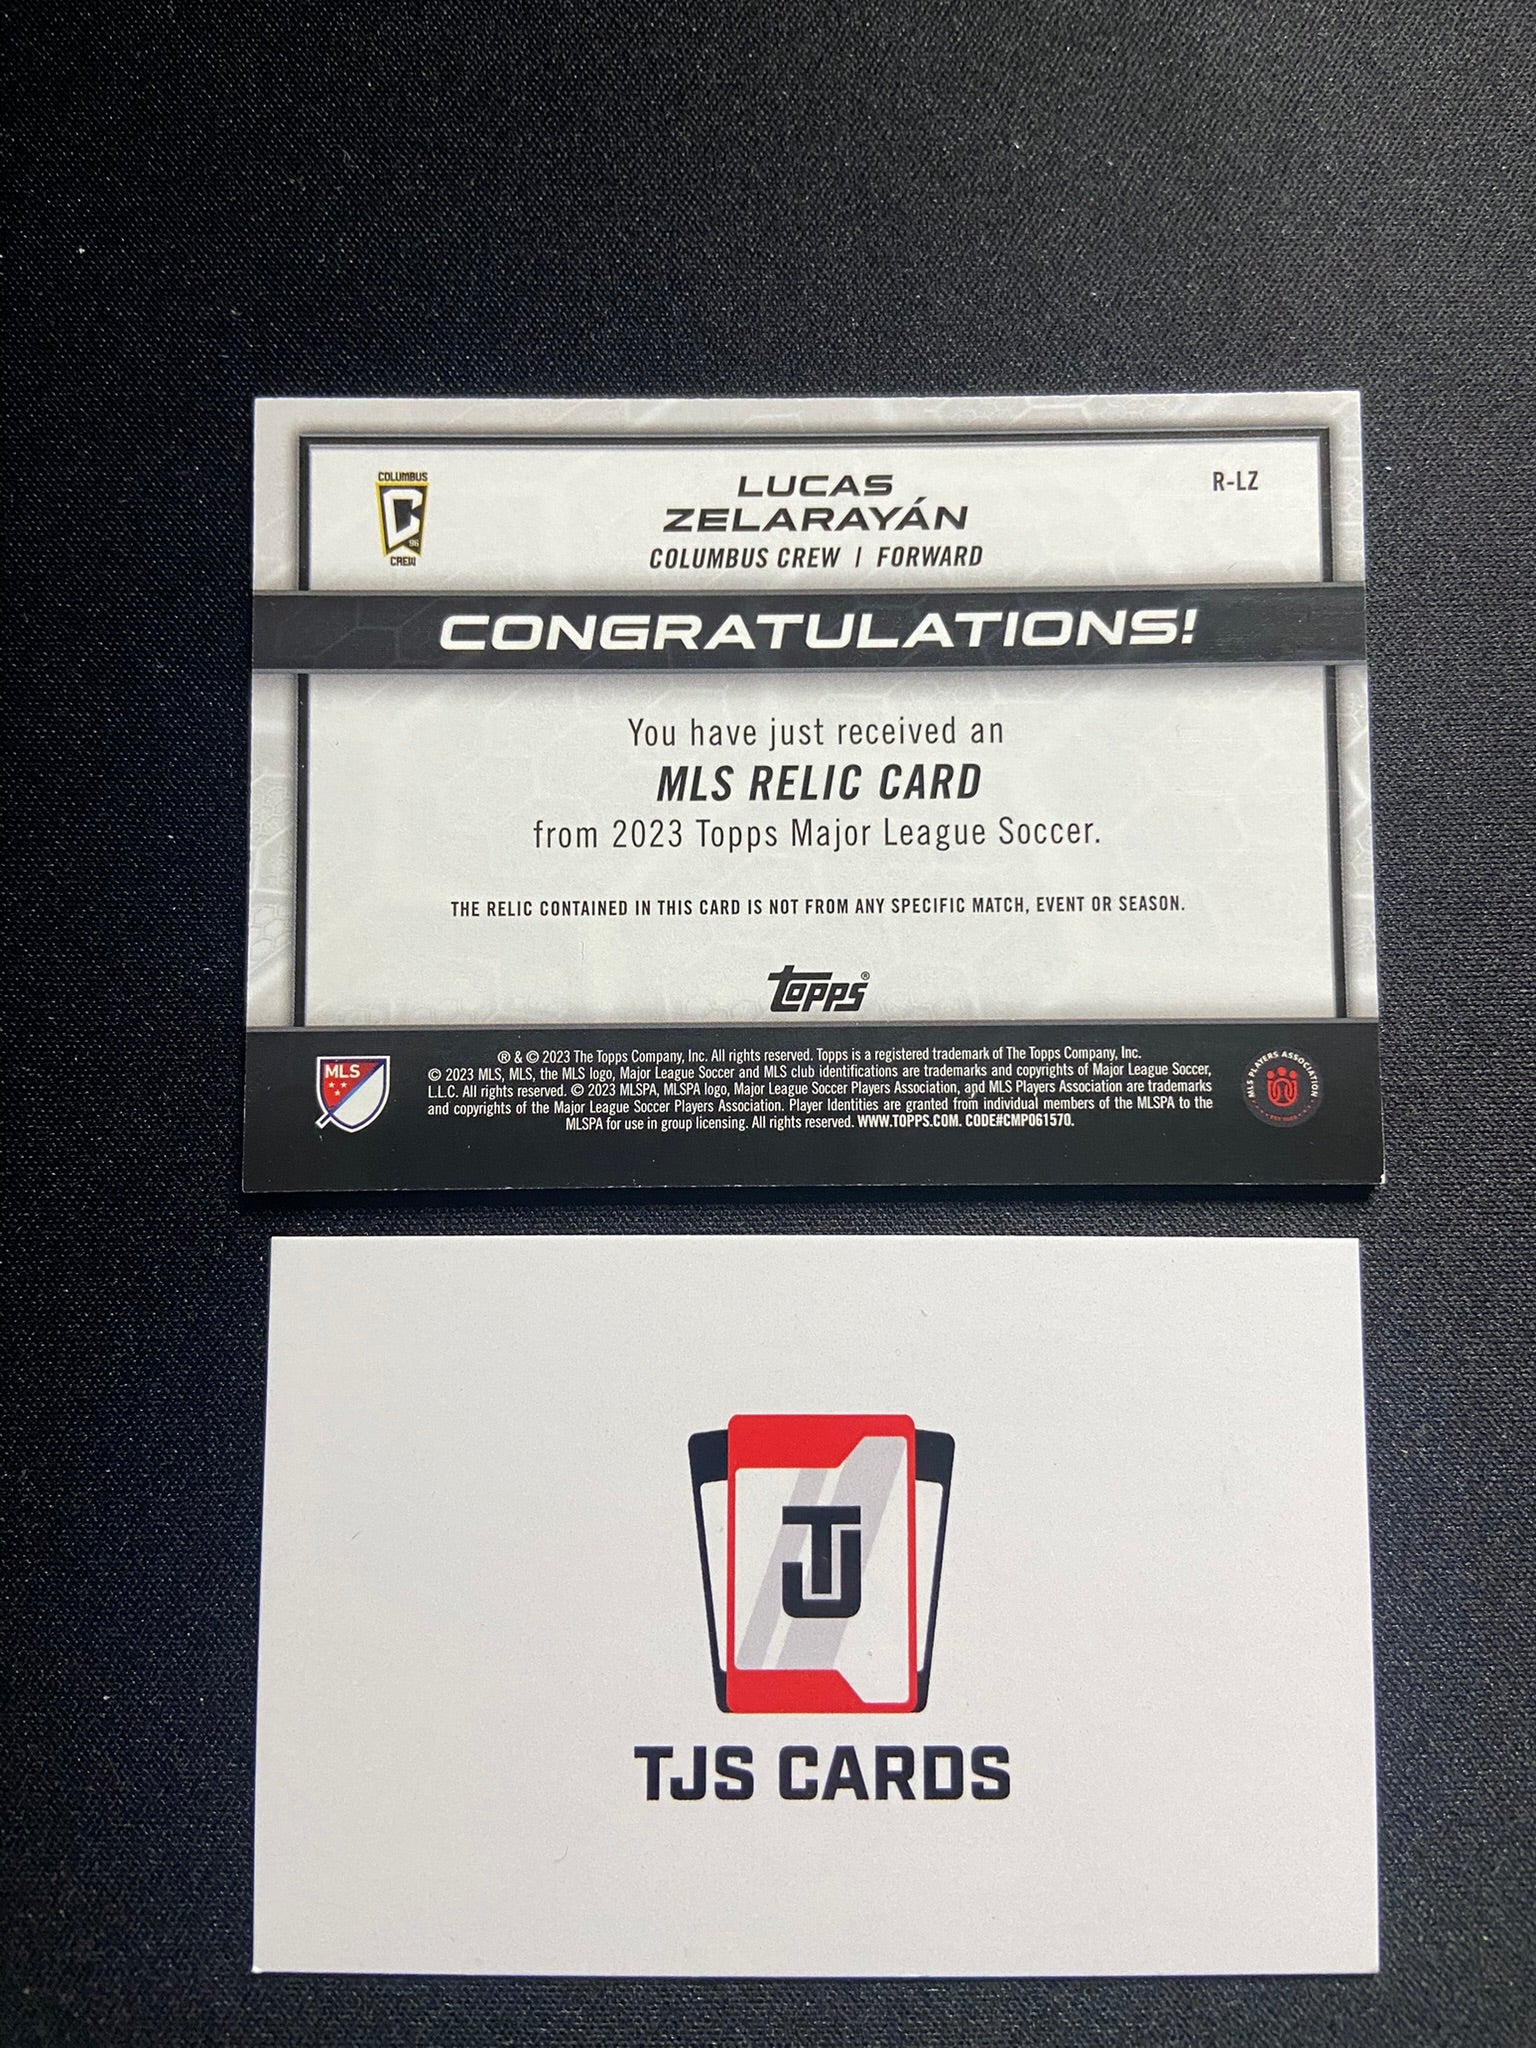 COLUMBUS
C
96
CREW
LUCAS
ZELARAYÁN
COLUMBUS CREW | FORWARD
R-LZ
CONGRATULATIONS!
You have just received an
MLS RELIC CARD
from 2023 Topps Major League Soccer.
THE RELIC CONTAINED IN THIS CARD IS NOT FROM ANY SPECIFIC MATCH, EVENT OR SEASON.
Topps®
MLS
® & © 2023 The Topps Company, Inc. All rights reserved. Topps is a registered trademark of The Topps Company, Inc.
© 2023 MLS, MLS, the MLS logo, Major League Soccer and MLS club identifications are trademarks and copyrights of Major League Soccer,
L.L.C. All rights reserved. © 2023 MLSPA, MLSPA logo, Major League Soccer Players Association, and MLS Players Association are trademarks
and copyrights of the Major League Soccer Players Association. Player Identities are granted from individual members of the MLSPA to the
MLSPA for use in group licensing. All rights reserved. WWW.TOPPS.COM. CODE#CMP061570.
MLS PLAYERS ASSOCIATION
TJ
TJS CARDS